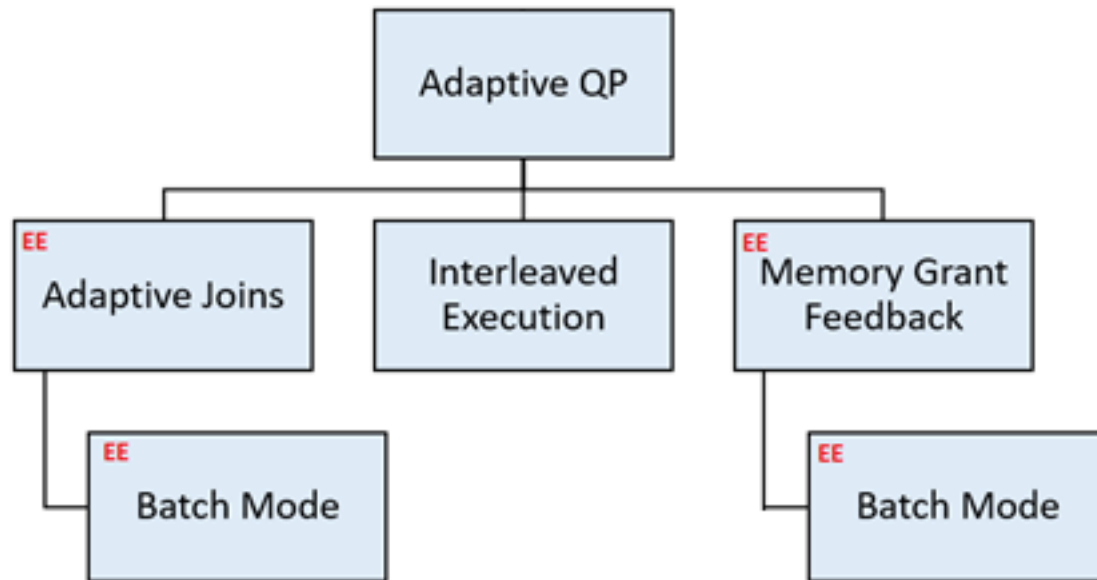 Adaptive QP
EE
Adaptive Joins
Interleaved
Execution
EE
Memory Grant
Feedback
EE
Batch Mode
EE
Batch Mode